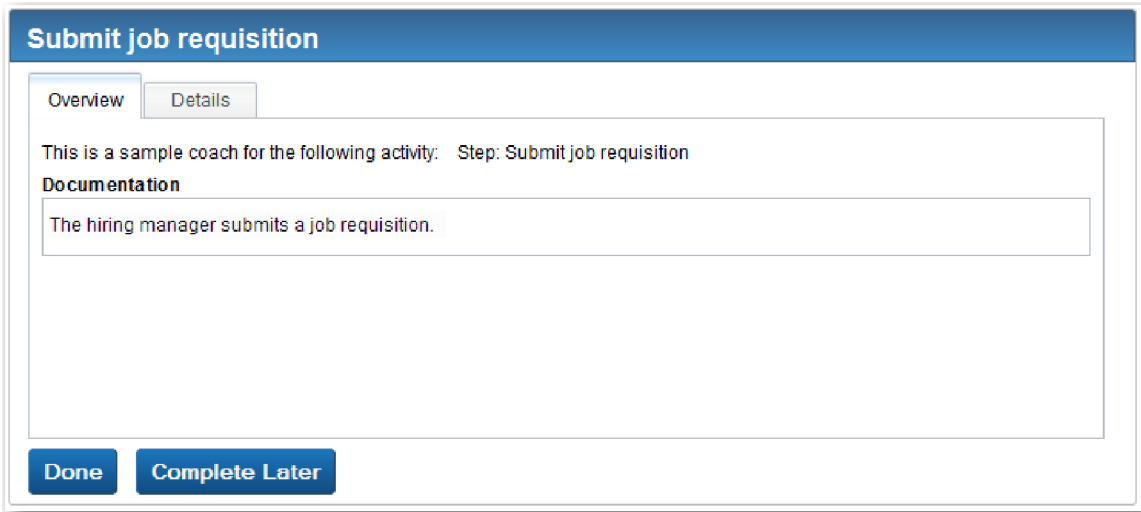 Submit job requisition
Overview Details
This is a sample coach for the following activity: Step: Submit job requisition
Documentation
The hiring manager submits a job requisition.
Done Complete Later